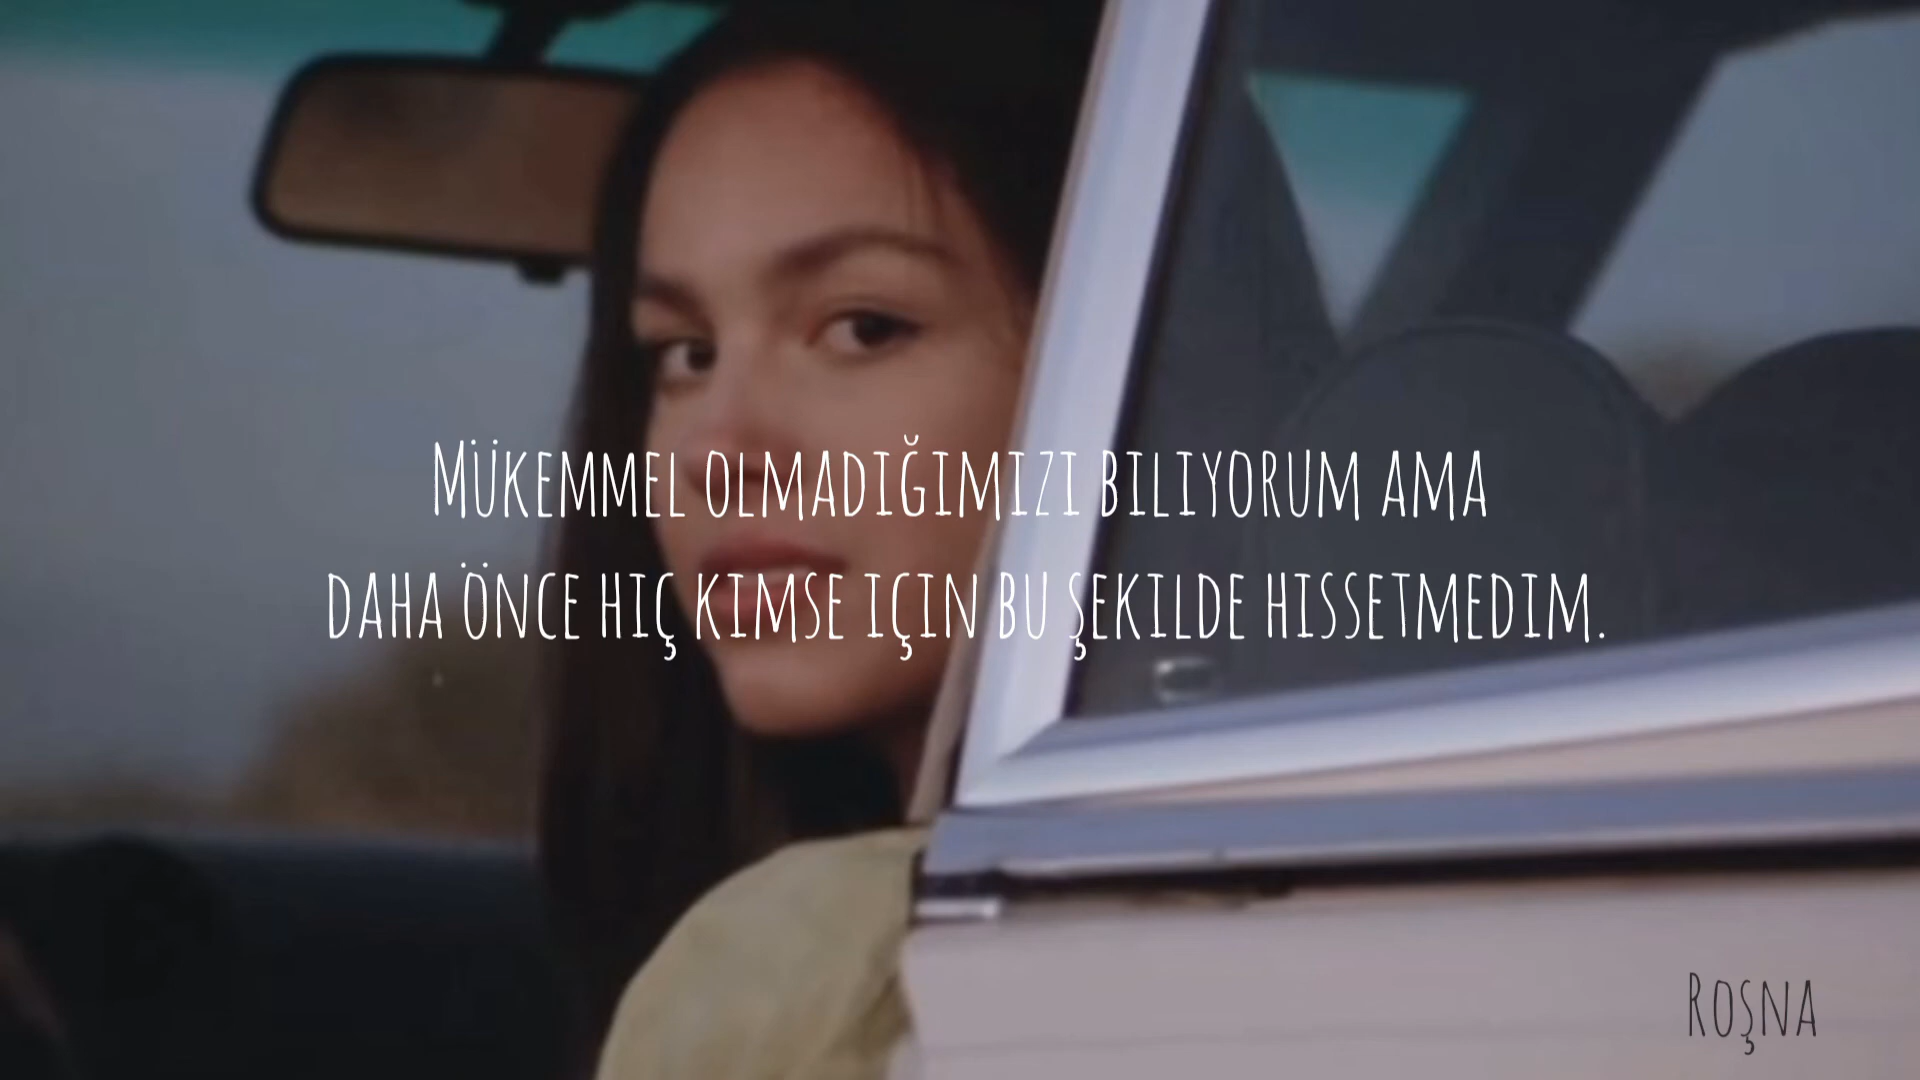 Mükemmel olmadığımızı biliyorum ama
daha önce hiç kimse için bu şekilde hissetmedim.
Roşna